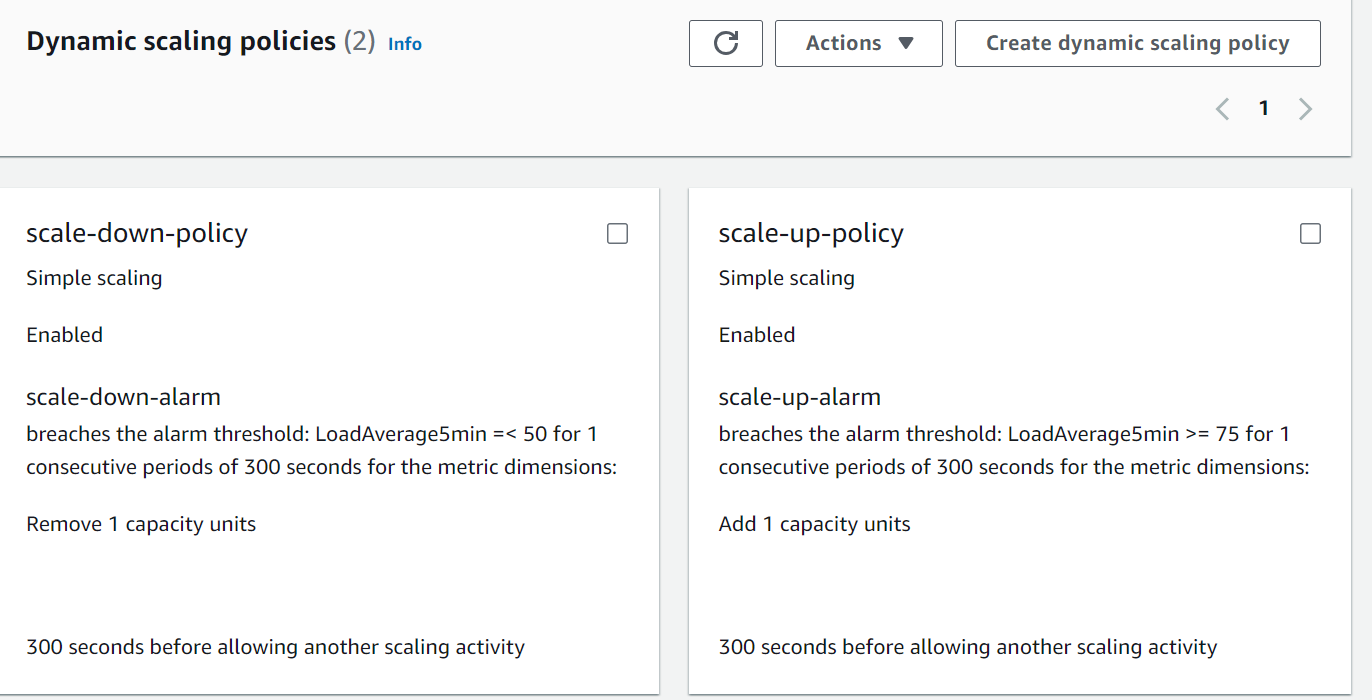 Dynamic scaling policies (2) Info
Actions
Create dynamic scaling policy
1
scale-down-policy
Simple scaling
Enabled
scale-down-alarm
breaches the alarm threshold: LoadAverage5min =< 50 for 1
consecutive periods of 300 seconds for the metric dimensions:
Remove 1 capacity units
300 seconds before allowing another scaling activity
scale-up-policy
Simple scaling
Enabled
scale-up-alarm
breaches the alarm threshold: LoadAverage5min >= 75 for 1
consecutive periods of 300 seconds for the metric dimensions:
Add 1 capacity units
300 seconds before allowing another scaling activity